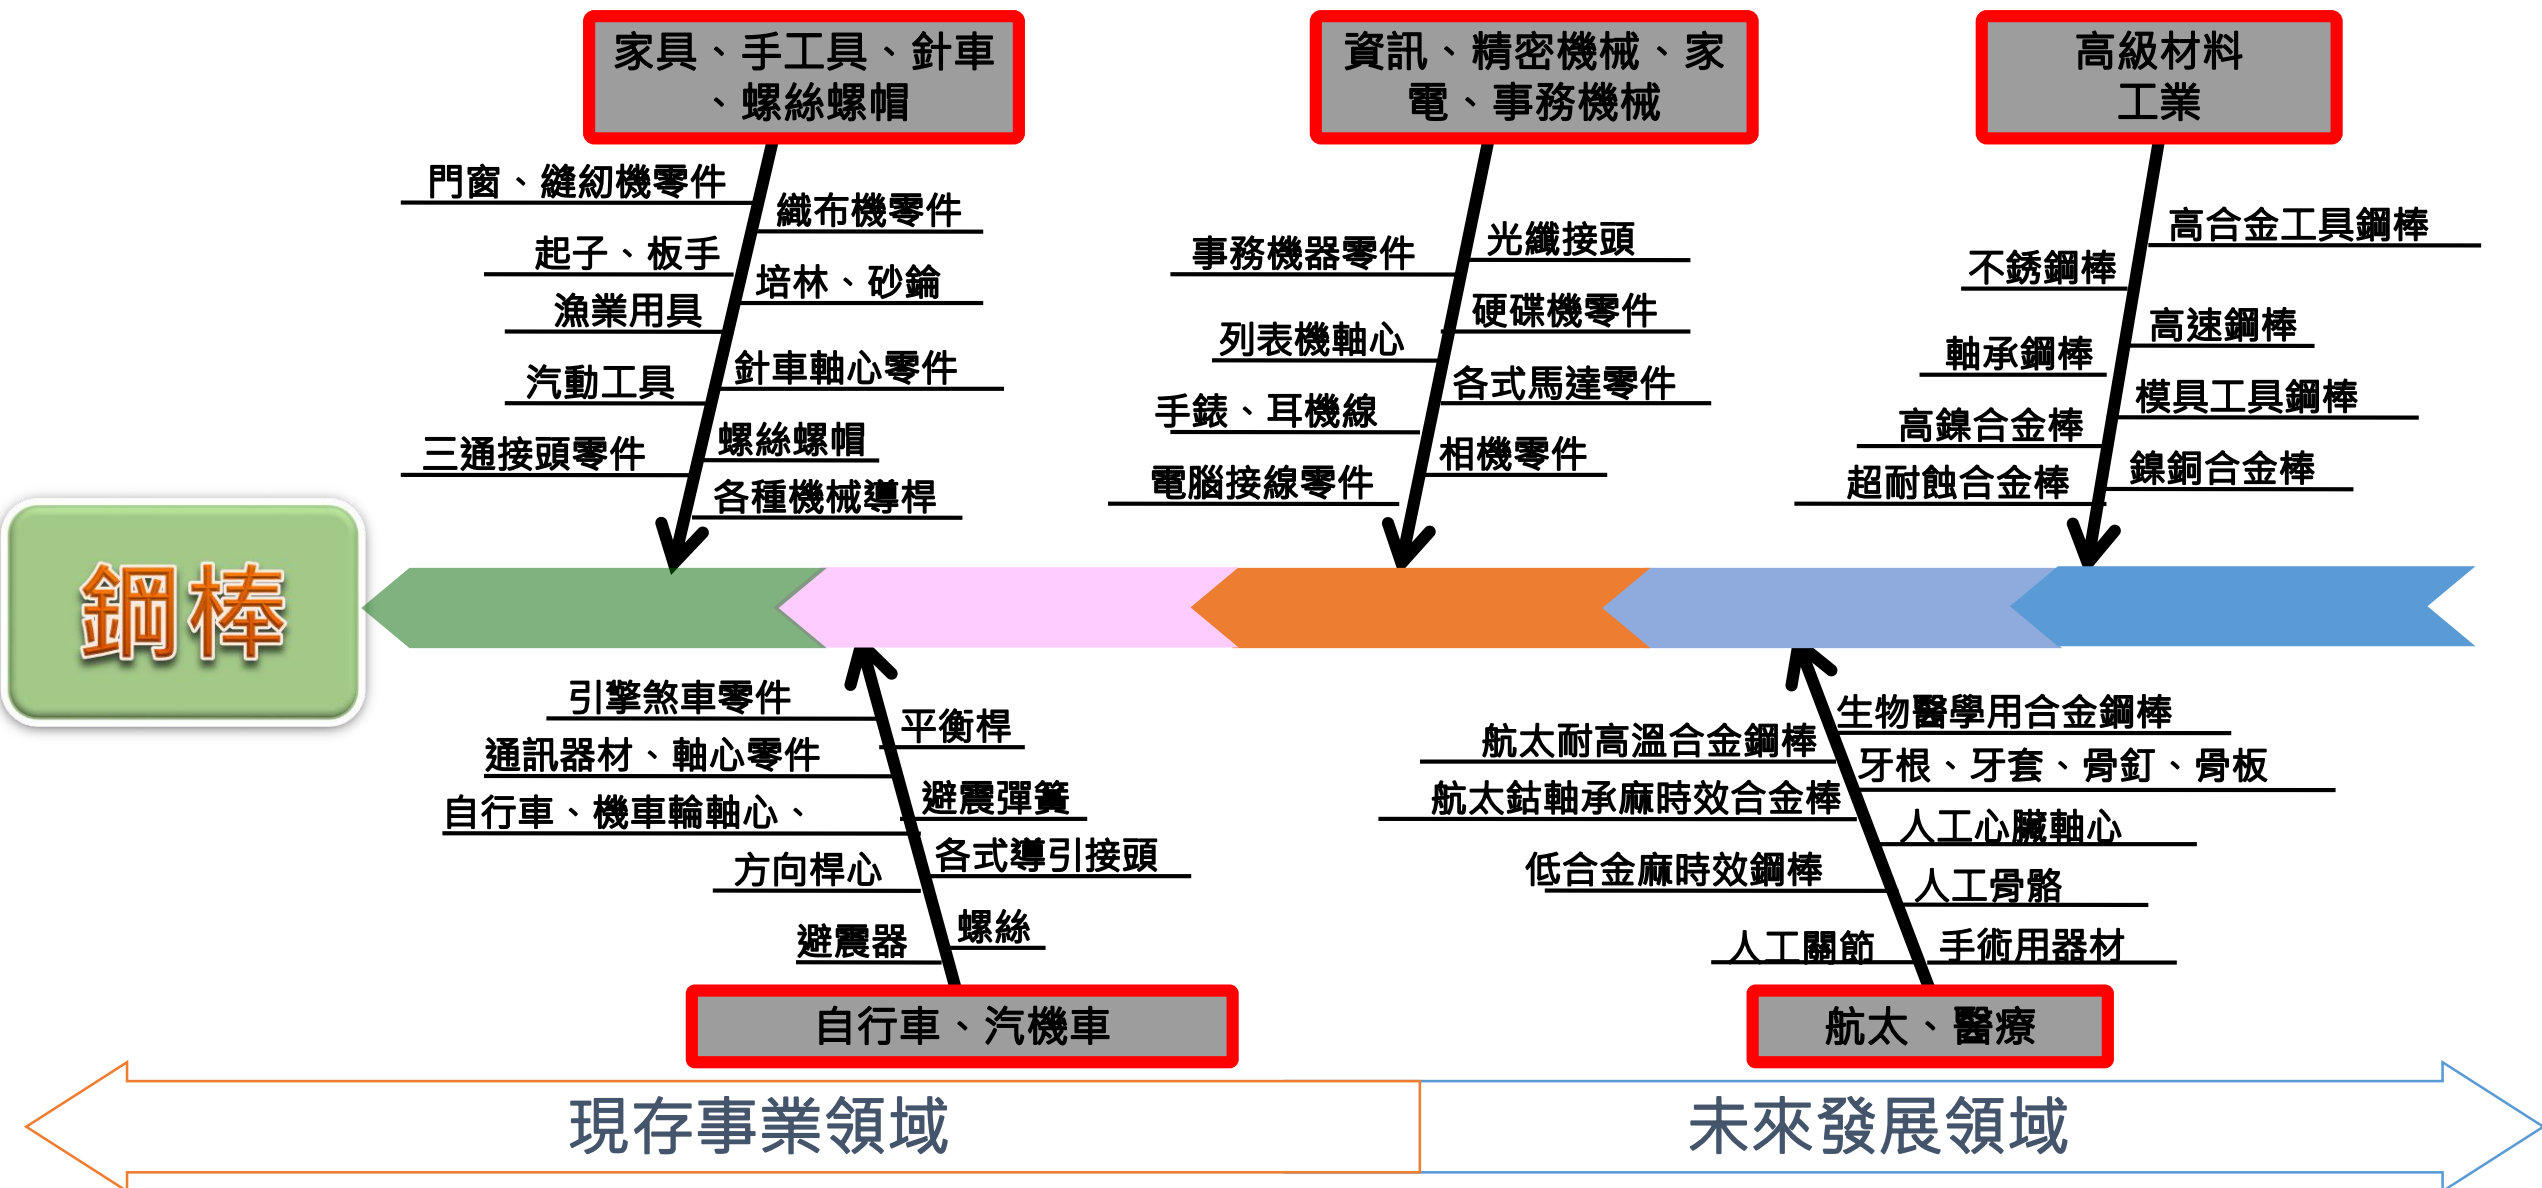 家具、手工具、針車
、螺絲螺帽
資訊、精密機械、家
電、事務機械
高級材料
工業
門窗、縫紉機零件
織布機零件
起子、板手
培林、砂鑰
漁業用具
針車軸心零件
汽動工具
螺絲螺帽
三通接頭零件
各種機械導桿
光纖接頭
事務機器零件
硬碟機零件
列表機軸心
各式馬達零件
手錶、耳機線
相機零件
電腦接線零件
高合金工具鋼棒
不銹鋼棒
高速鋼棒
軸承鋼棒
模具工具鋼棒
高鎳合金棒
鎳銅合金棒
超耐蝕合金棒
鋼棒
引擎煞車零件
平衡桿
通訊器材、軸心零件
避震彈簧
自行車、機車輪軸心、
各式導引接頭
方向桿心
螺絲
避震器
生物醫學用合金鋼棒
航太耐高溫合金鋼棒
牙根、牙套、骨釘、骨板
航太鈷軸承麻時效合金棒
人工心臟軸心
低合金麻時效鋼棒
人工骨骼
人工關節
手術用器材
自行車、汽機車
航太、醫療
現存事業領域
未來發展領域